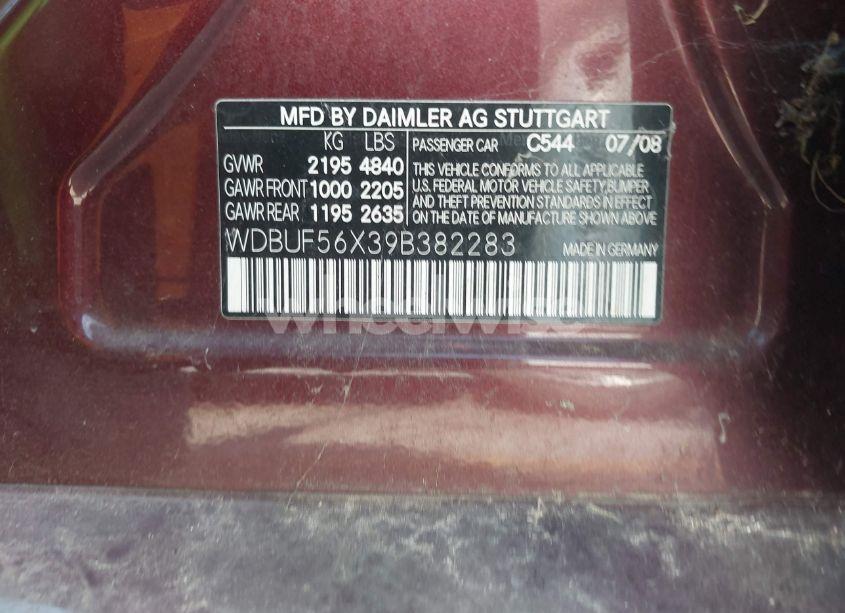 MFD BY DAIMLER AG STUTTGART
KG LBS
GVWR 2195 4840
GAWR FRONT 1000 2205
GAWR REAR 1195 2635
PASSENGER CAR C544 07/08
THIS VEHICLE CONFORMS TO ALL APPLICABLE
U.S. FEDERAL MOTOR VEHICLE SAFETY, BUMPER
AND THEFT PREVENTION STANDARDS IN EFFECT
ON THE DATE OF MANUFACTURE SHOWN ABOVE
WDBUF56X39B382283 MADE IN GERMANY
wheelwise